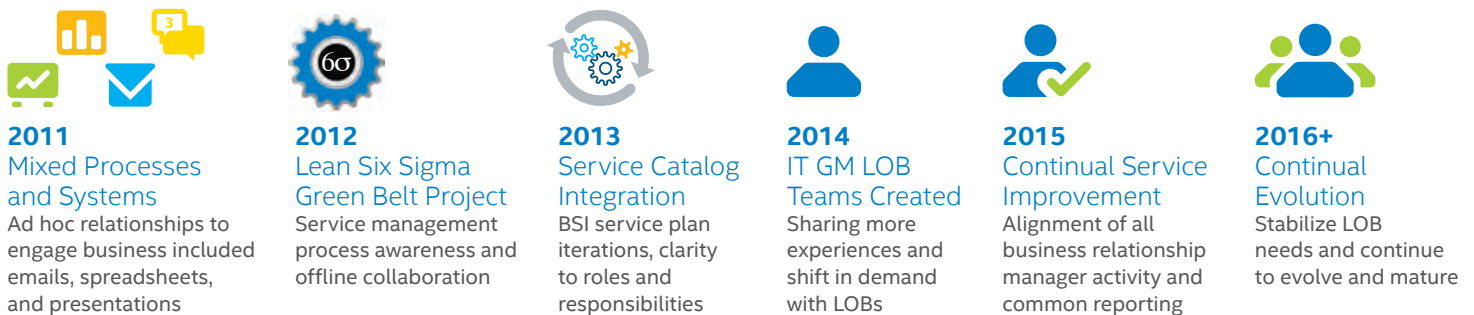 3
6σ
2011
Mixed Processes
and Systems
Ad hoc relationships to
engage business included
emails, spreadsheets,
and presentations
2012
Lean Six Sigma
Green Belt Project
Service management
process awareness and
offline collaboration
2013
Service Catalog
Integration
BSI service plan
iterations, clarity
to roles and
responsibilities
2014
IT GM LOB
Teams Created
Sharing more
experiences and
shift in demand
with LOBs
2015
Continual Service
Improvement
Alignment of all
business relationship
manager activity and
common reporting
2016+
Continual
Evolution
Stabilize LOB
needs and continue
to evolve and mature